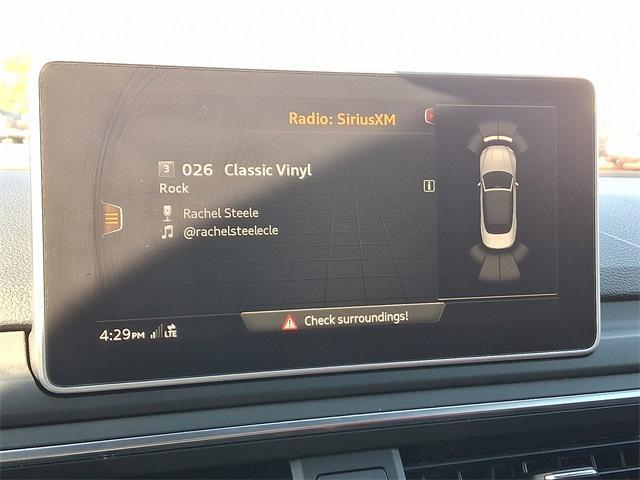 Radio: SiriusXM
3 026 Classic Vinyl
Rock
i
Rachel Steele
@rachelsteelecle
4:29PM LTE
Check surroundings!